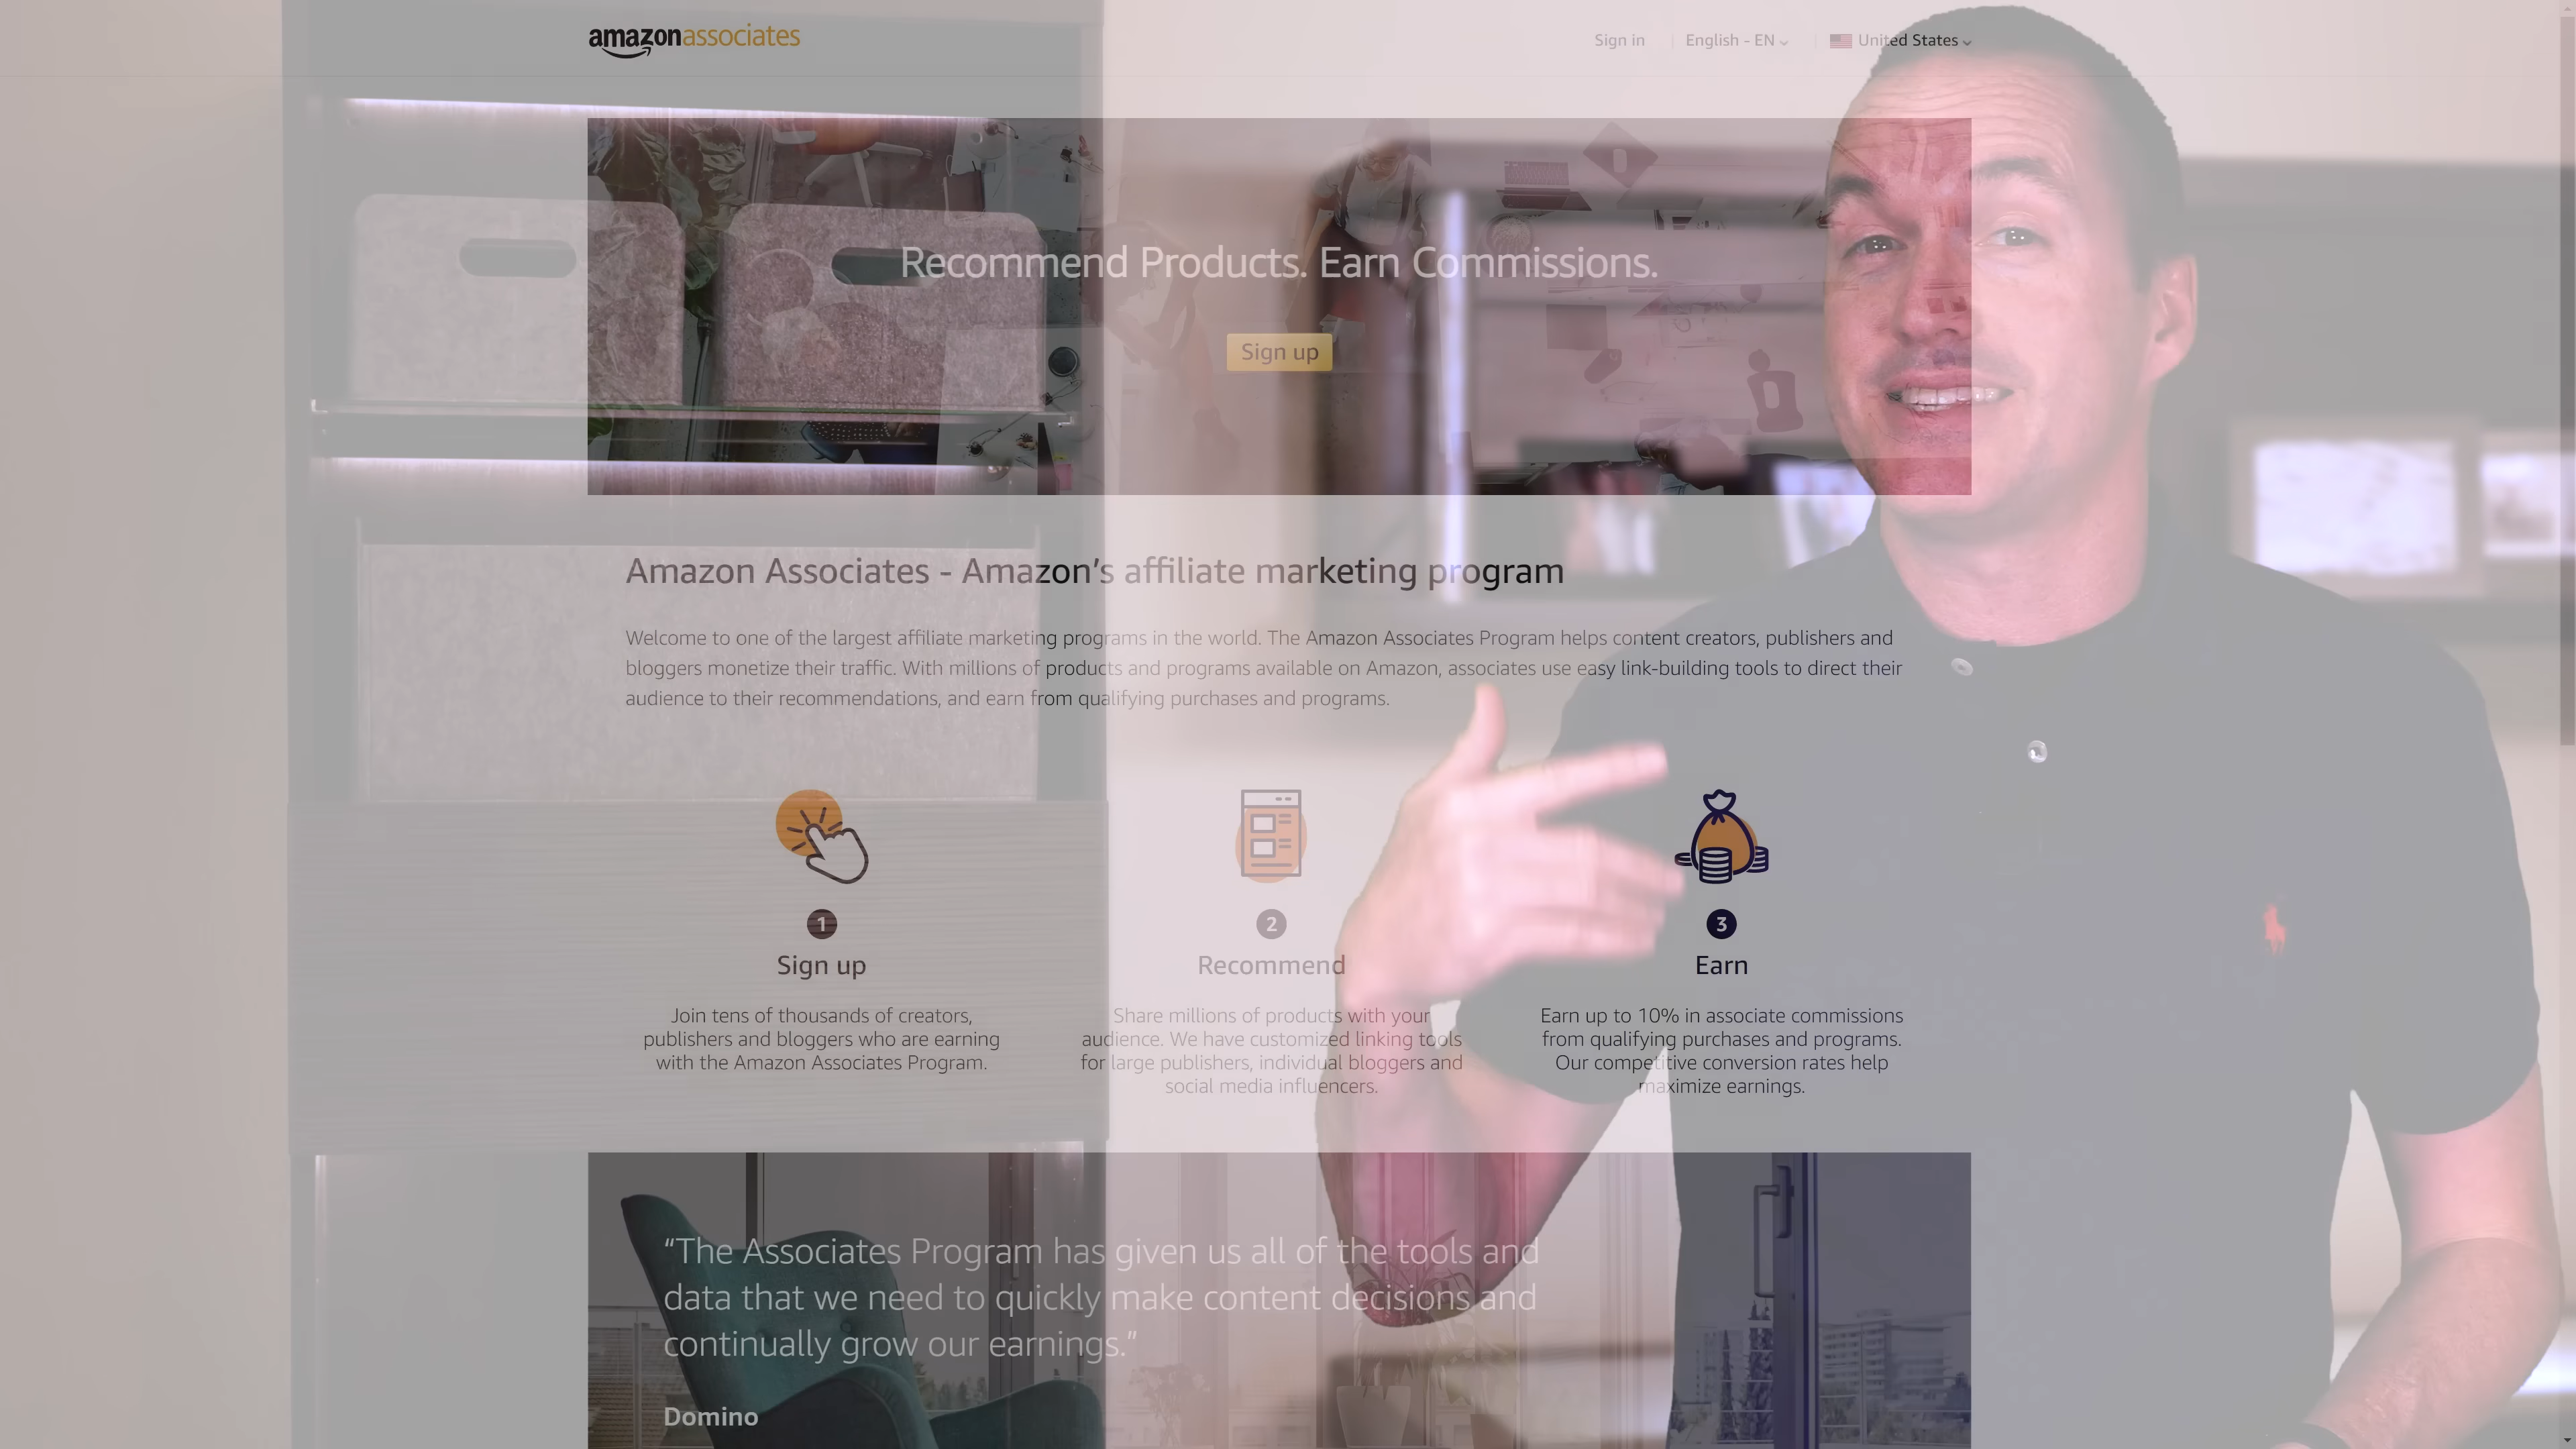 amazonassociates
Sign in
English - EN
United States
Recommend Products. Earn Commissions.
Sign up
Amazon Associates - Amazon's affiliate marketing program
Welcome to one of the largest affiliate marketing programs in the world. The Amazon Associates Program helps content creators, publishers and
bloggers monetize their traffic. With millions of products and programs available on Amazon, associates use easy link-building tools to direct their
audience to their recommendations, and earn from qualifying purchases and programs.
1
Sign up
Join tens of thousands of creators,
publishers and bloggers who are earning
with the Amazon Associates Program.
2
Recommend
Share millions of products with your
audience. We have customized linking tools
for large publishers, individual bloggers and
social media influencers.
3
Earn
Earn up to 10% in associate commissions
from qualifying purchases and programs.
Our competitive conversion rates help
maximize earnings.
“The Associates Program has given us all of the tools and
data that we need to quickly make content decisions and
continually grow our earnings.”
Domino